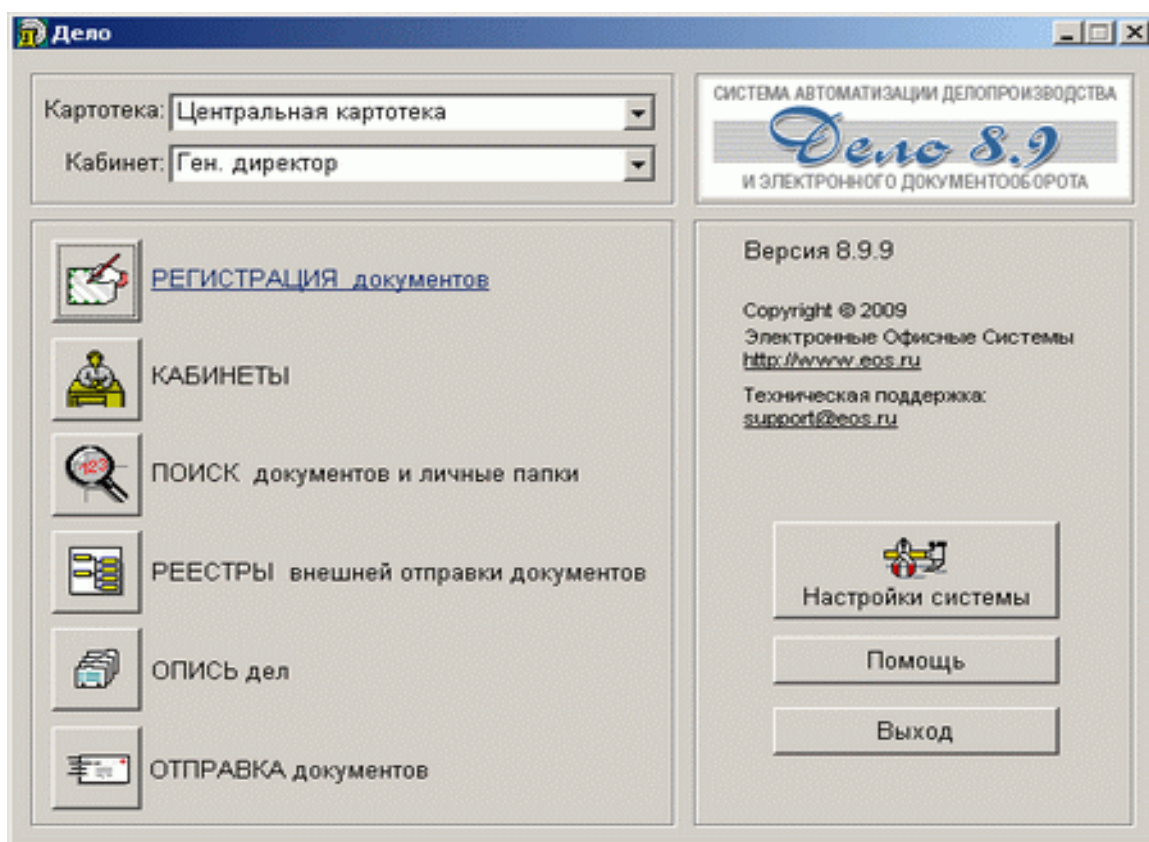 Дело
Картотека: Центральная картотека
Кабинет: Ген. директор
СИСТЕМА АВТОМАТИЗАЦИИ ДЕЛОПРОИЗВОДСТВА
Дело 8.9
И ЭЛЕКТРОННОГО ДОКУМЕНТООБОРОТА
РЕГИСТРАЦИЯ документов
КАБИНЕТЫ
123
ПОИСК документов и личные папки
РЕЕСТРЫ внешней отправки документов
ОПИСЬ дел
ОТПРАВКА документов
Версия 8.9.9
Copyright © 2009
Электронные Офисные Системы
http://www.eos.ru
Техническая поддержка:
support@eos.ru
Настройки системы
Помощь
Выход